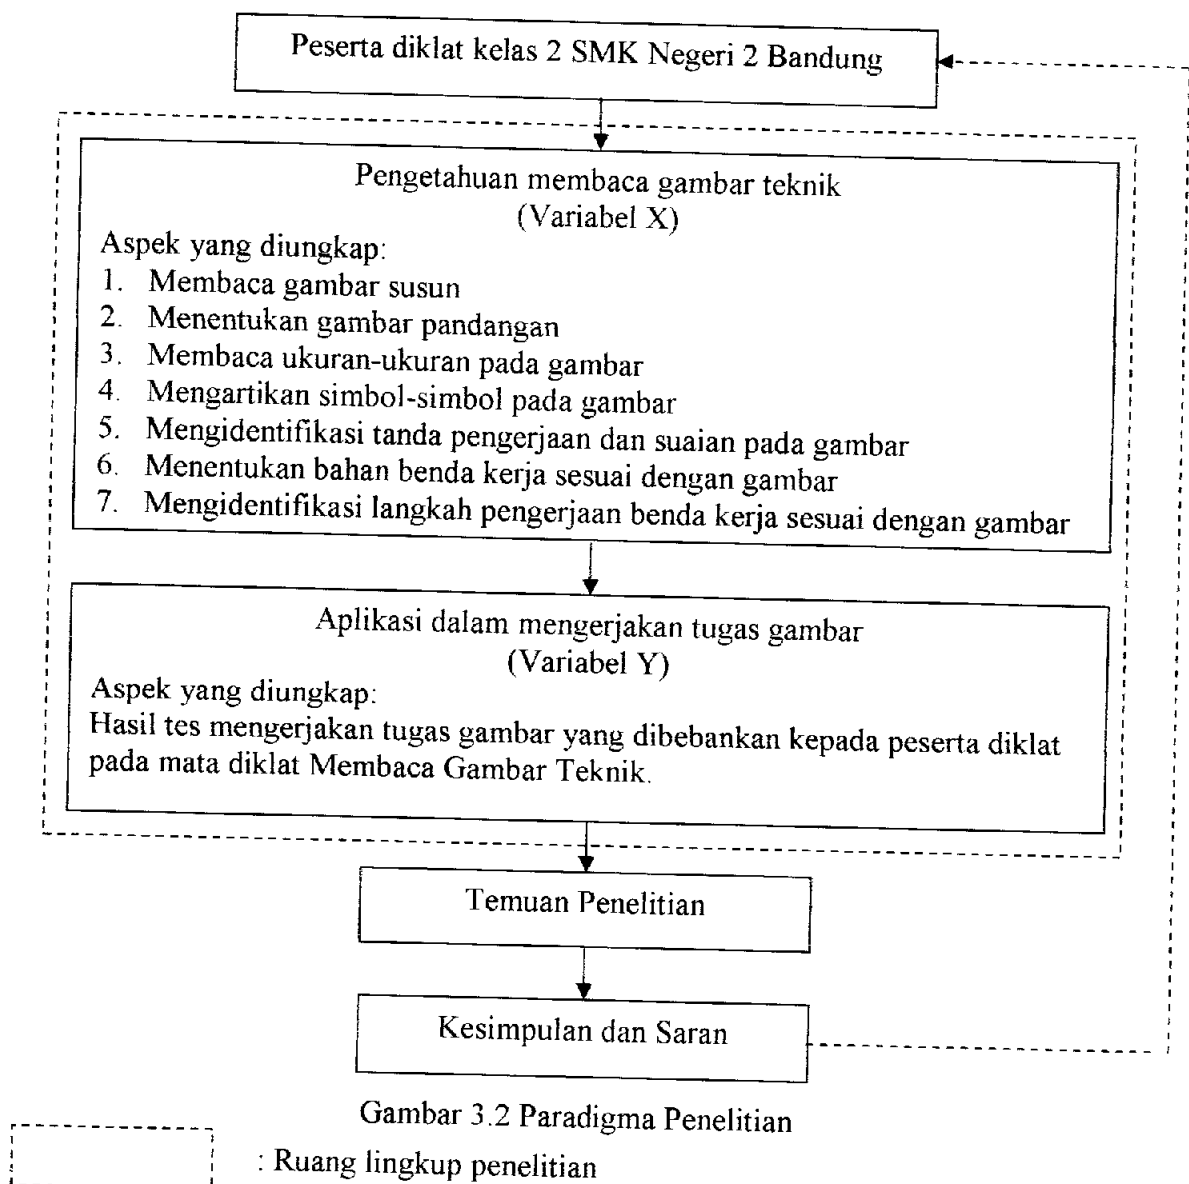 Peserta diklat kelas 2 SMK Negeri 2 Bandung
Pengetahuan membaca gambar teknik
(Variabel X)
Aspek yang diungkap:
1. Membaca gambar susun
2. Menentukan gambar pandangan
3. Membaca ukuran-ukuran pada gambar
4. Mengartikan simbol-simbol pada gambar
5. Mengidentifikasi tanda pengerjaan dan suaian pada gambar
6. Menentukan bahan benda kerja sesuai dengan gambar
7. Mengidentifikasi langkah pengerjaan benda kerja sesuai dengan gambar
Aplikasi dalam mengerjakan tugas gambar
(Variabel Y)
Aspek yang diungkap:
Hasil tes mengerjakan tugas gambar yang dibebankan kepada peserta diklat
pada mata diklat Membaca Gambar Teknik.
Temuan Penelitian
Kesimpulan dan Saran
Gambar 3.2 Paradigma Penelitian
: Ruang lingkup penelitian